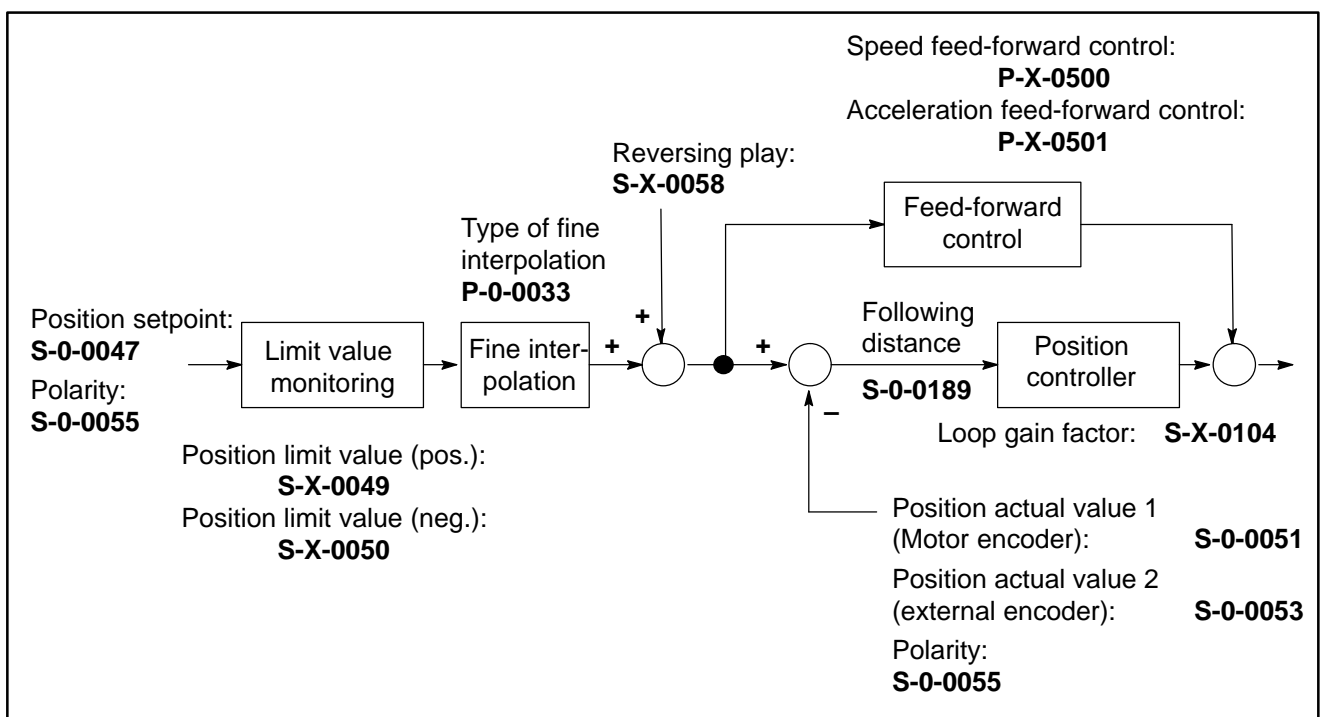 Speed feed-forward control:
P-X-0500
Acceleration feed-forward control:
P-X-0501
Reversing play:
S-X-0058
Feed-forward
control
Type of fine
interpolation
P-0-0033
Position setpoint:
S-0-0047
Polarity:
S-0-0055
Limit value
monitoring
Fine inter-
polation
+
+
+
–
Following
distance
S-0-0189
Position
controller
Loop gain factor: S-X-0104
Position limit value (pos.):
S-X-0049
Position limit value (neg.):
S-X-0050
Position actual value 1
(Motor encoder): S-0-0051
Position actual value 2
(external encoder): S-0-0053
Polarity:
S-0-0055